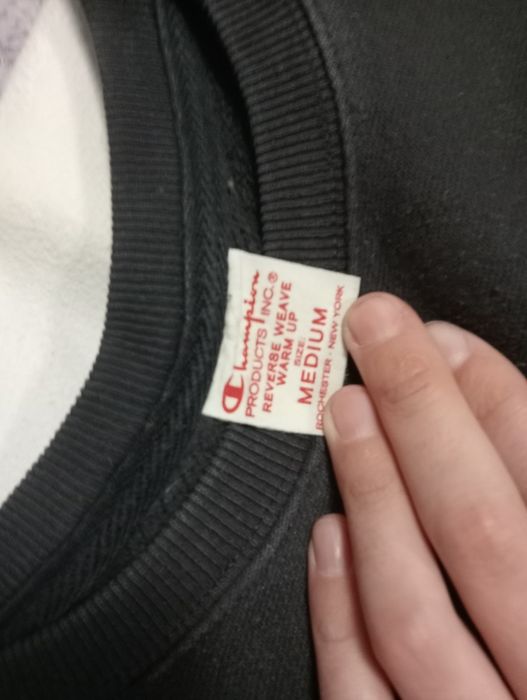 Champion
PRODUCTS INC.®
REVERSE WEAVE
WARM UP
SIZE:
MEDIUM
ROCHESTER · NEW YORK